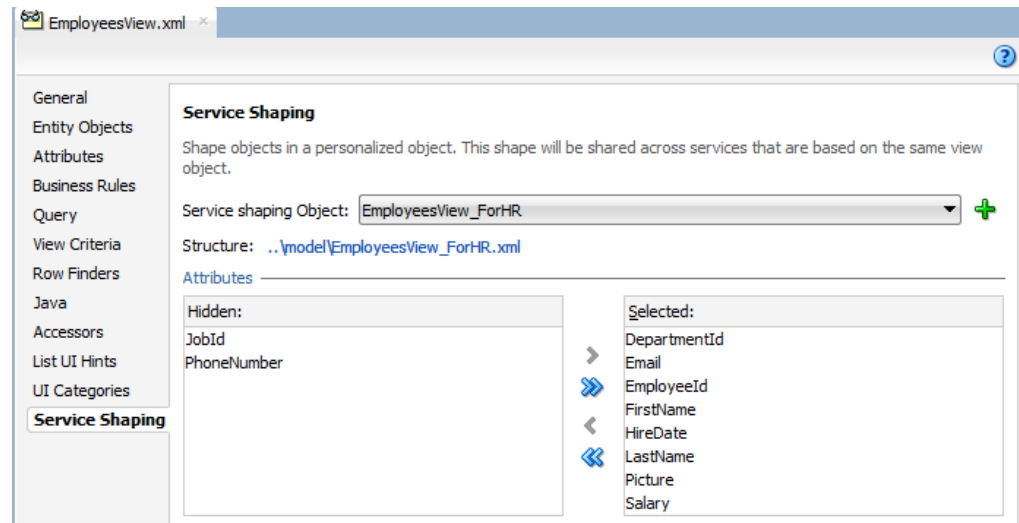 EmployeesView.xml
General
Entity Objects
Attributes
Business Rules
Query
View Criteria
Row Finders
Java
Accessors
List UI Hints
UI Categories
Service Shaping
Service Shaping
Shape objects in a personalized object. This shape will be shared across services that are based on the same view
object.
Service shaping Object: EmployeesView_ForHR
Structure: ..\model\EmployeesView_ForHR.xml
Attributes
Hidden:
JobId
PhoneNumber
Selected:
DepartmentId
Email
EmployeeId
FirstName
HireDate
LastName
Picture
Salary